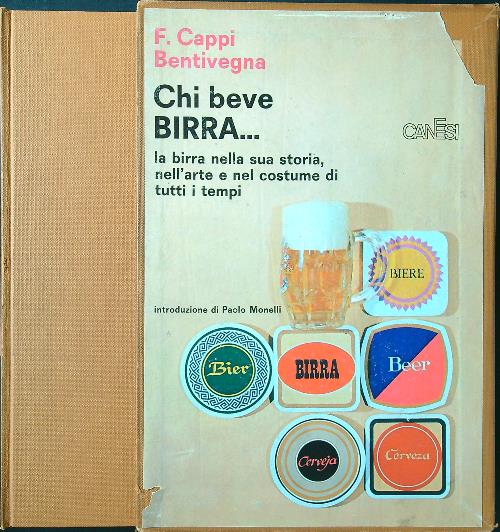 F. Cappi
Bentivegna
Chi beve
BIRRA...
CANESI
la birra nella sua storia,
nell'arte e nel costume di
tutti i tempi
BIERE
introduzione di Paolo Monelli
Bier
BIRRA
Beer
Cerveja
Cerveza